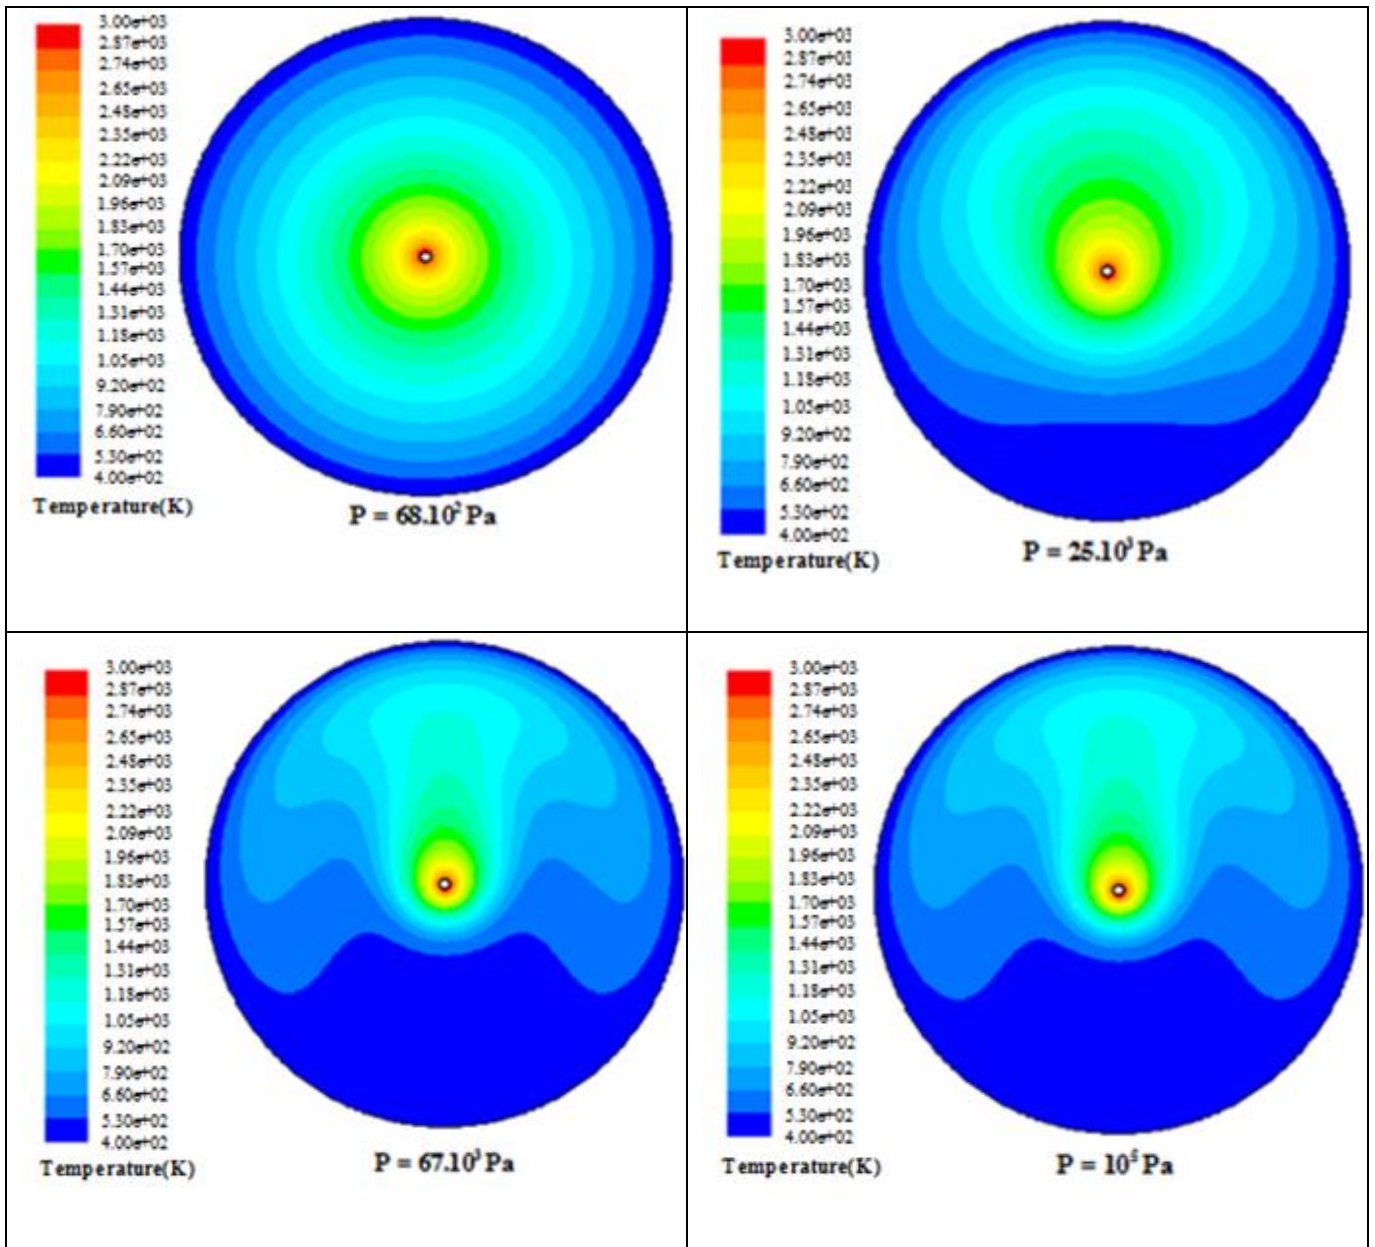 3.00e+03
2.87e+03
2.74e+03
2.65e+03
2.48e+03
2.35e+03
2.22e+03
2.09e+03
1.96e+03
1.83e+03
1.70e+03
1.57e+03
1.44e+03
1.31e+03
1.18e+03
1.05e+03
9.20e+02
7.90e+02
6.60e+02
5.30e+02
4.00e+02
Temperature(K)
P = 68.10² Pa
3.00e+03
2.87e+03
2.74e+03
2.65e+03
2.48e+03
2.35e+03
2.22e+03
2.09e+03
1.96e+03
1.83e+03
1.70e+03
1.57e+03
1.44e+03
1.31e+03
1.18e+03
1.05e+03
9.20e+02
7.90e+02
6.60e+02
5.30e+02
4.00e+02
Temperature(K)
P = 25.10³ Pa
3.00e+03
2.87e+03
2.74e+03
2.65e+03
2.48e+03
2.35e+03
2.22e+03
2.09e+03
1.96e+03
1.83e+03
1.70e+03
1.57e+03
1.44e+03
1.31e+03
1.18e+03
1.05e+03
9.20e+02
7.90e+02
6.60e+02
5.30e+02
4.00e+02
Temperature(K)
P = 67.10³ Pa
3.00e+03
2.87e+03
2.74e+03
2.65e+03
2.48e+03
2.35e+03
2.22e+03
2.09e+03
1.96e+03
1.83e+03
1.70e+03
1.57e+03
1.44e+03
1.31e+03
1.18e+03
1.05e+03
9.20e+02
7.90e+02
6.60e+02
5.30e+02
4.00e+02
Temperature(K)
P = 10⁵ Pa